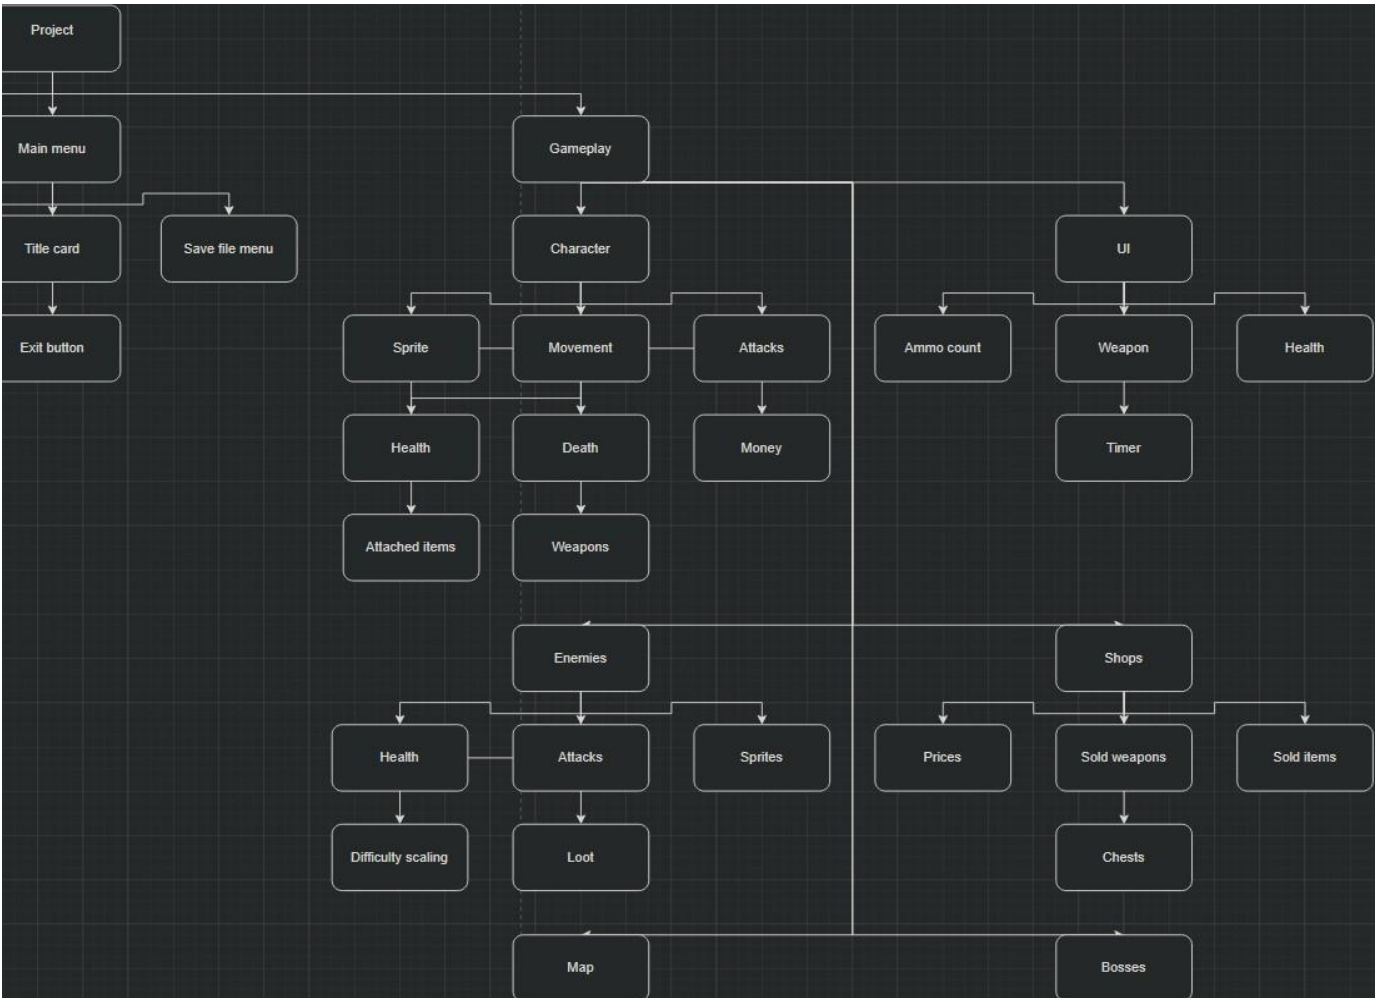 Project
Main menu
Gameplay
Title card
Save file menu
Character
UI
Exit button
Sprite
Movement
Attacks
Ammo count
Weapon
Health
Health
Death
Money
Timer
Attached items
Weapons
Enemies
Shops
Health
Attacks
Sprites
Prices
Sold weapons
Sold items
Difficulty scaling
Loot
Chests
Map
Bosses